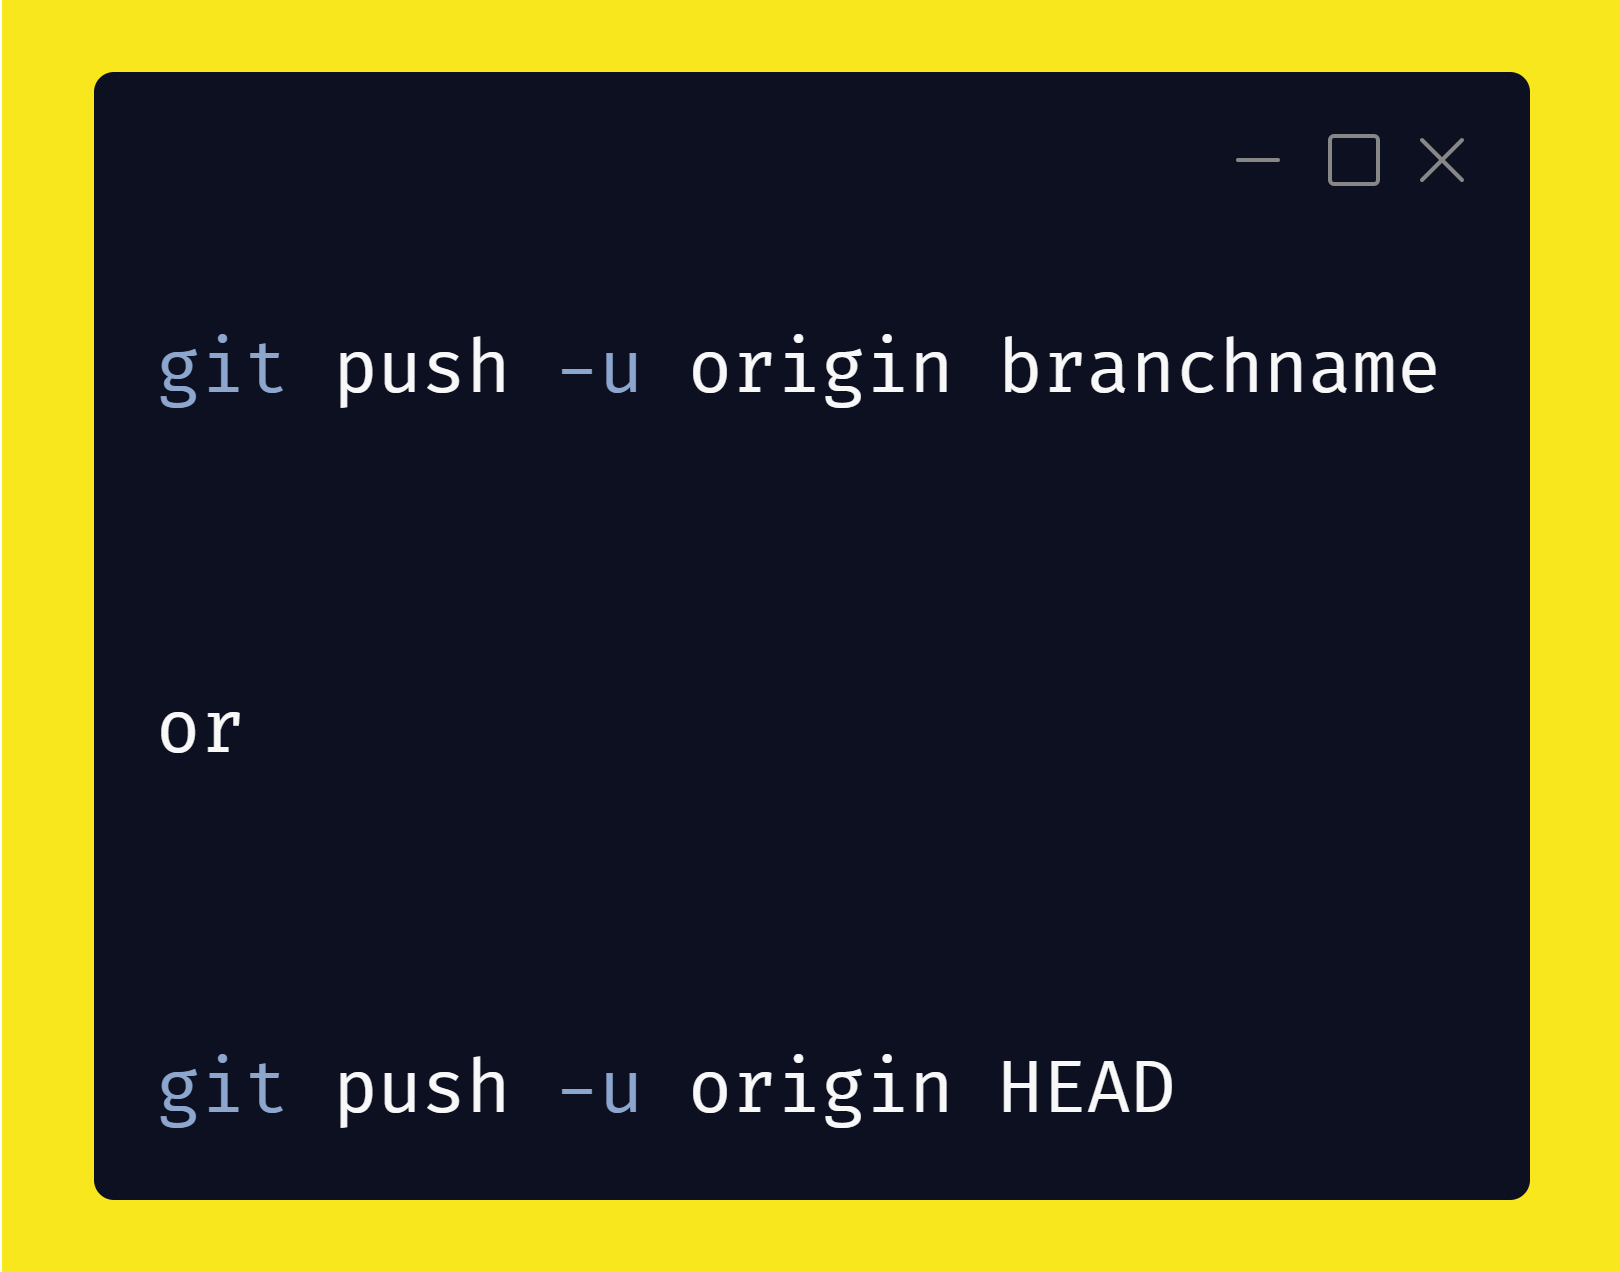 git push -u origin branchname
or
git push -u origin HEAD